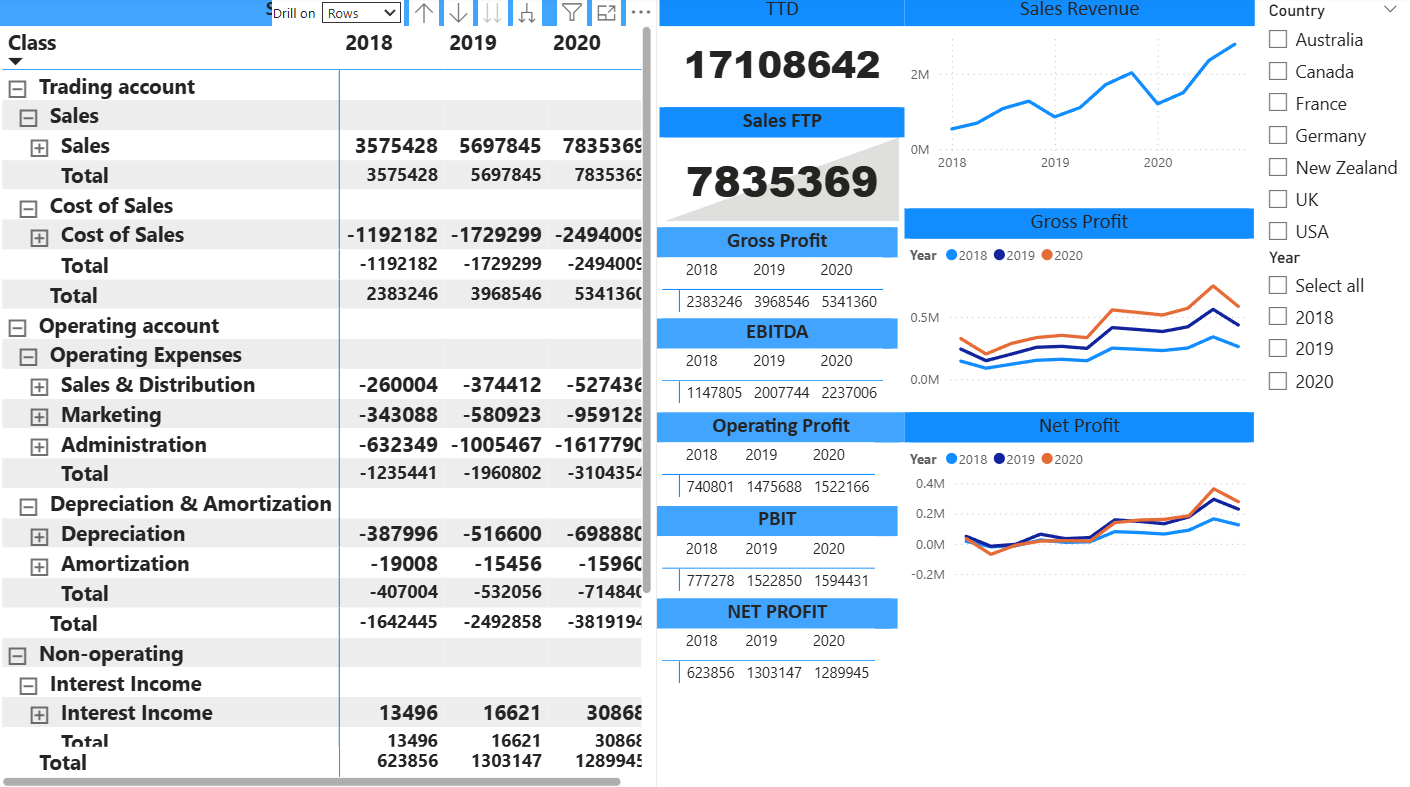 Drill on Rows
Class 2018 2019 2020
Trading account
Sales
Sales 3575428 5697845 7835369
Total 3575428 5697845 7835369
Cost of Sales
Cost of Sales -1192182 -1729299 -2494009
Total -1192182 -1729299 -2494009
Total 2383246 3968546 5341360
Operating account
Operating Expenses
Sales & Distribution -260004 -374412 -527436
Marketing -343088 -580923 -959128
Administration -632349 -1005467 -1617790
Total -1235441 -1960802 -3104354
Depreciation & Amortization
Depreciation -387996 -516600 -698880
Amortization -19008 -15456 -15960
Total -407004 -532056 -714840
Total -1642445 -2492858 -3819194
Non-operating
Interest Income
Interest Income 13496 16621 30868
Total 13496 16621 30868
Total 623856 1303147 1289945
TTD
17108642
Sales FTP
7835369
Gross Profit
2018 2019 2020
2383246 3968546 5341360
EBITDA
2018 2019 2020
1147805 2007744 2237006
Operating Profit
2018 2019 2020
740801 1475688 1522166
PBIT
2018 2019 2020
777278 1522850 1594431
NET PROFIT
2018 2019 2020
623856 1303147 1289945
Sales Revenue
2M
0M
2018 2019 2020
Gross Profit
Year 2018 2019 2020
0.5M
0.0M
Net Profit
Year 2018 2019 2020
0.4M
0.2M
0.0M
-0.2M
Country
Australia
Canada
France
Germany
New Zealand
UK
USA
Year
Select all
2018
2019
2020